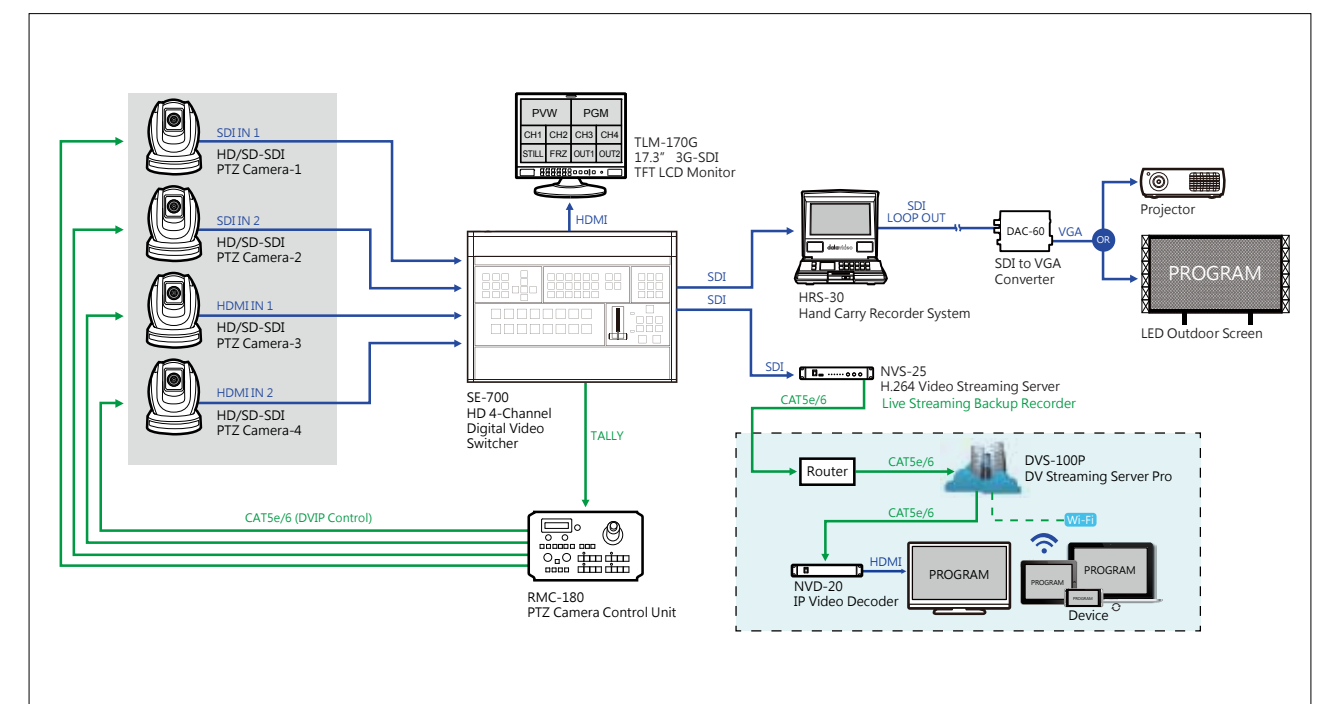 SDI IN 1
HD/SD-SDI
PTZ Camera-1
SDI IN 2
HD/SD-SDI
PTZ Camera-2
HDMI IN 1
HD/SD-SDI
PTZ Camera-3
HDMI IN 2
HD/SD-SDI
PTZ Camera-4
PVW PGM
CH1 CH2 CH3 CH4
STILL FRZ OUT1 OUT2
TLM-170G
17.3" 3G-SDI
TFT LCD Monitor
HDMI
SE-700
HD 4-Channel
Digital Video
Switcher
TALLY
CAT5e/6 (DVIP Control)
RMC-180
PTZ Camera Control Unit
SDI
SDI
datavideo
HRS-30
Hand Carry Recorder System
SDI
LOOP OUT
DAC-60
SDI to VGA
Converter
VGA
OR
Projector
PROGRAM
LED Outdoor Screen
SDI
NVS-25
H.264 Video Streaming Server
Live Streaming Backup Recorder
CAT5e/6
Router
CAT5e/6
DVS-100P
DV Streaming Server Pro
CAT5e/6
Wi-Fi
NVD-20
IP Video Decoder
HDMI
PROGRAM
PROGRAM
PROGRAM
PROGRAM
Device